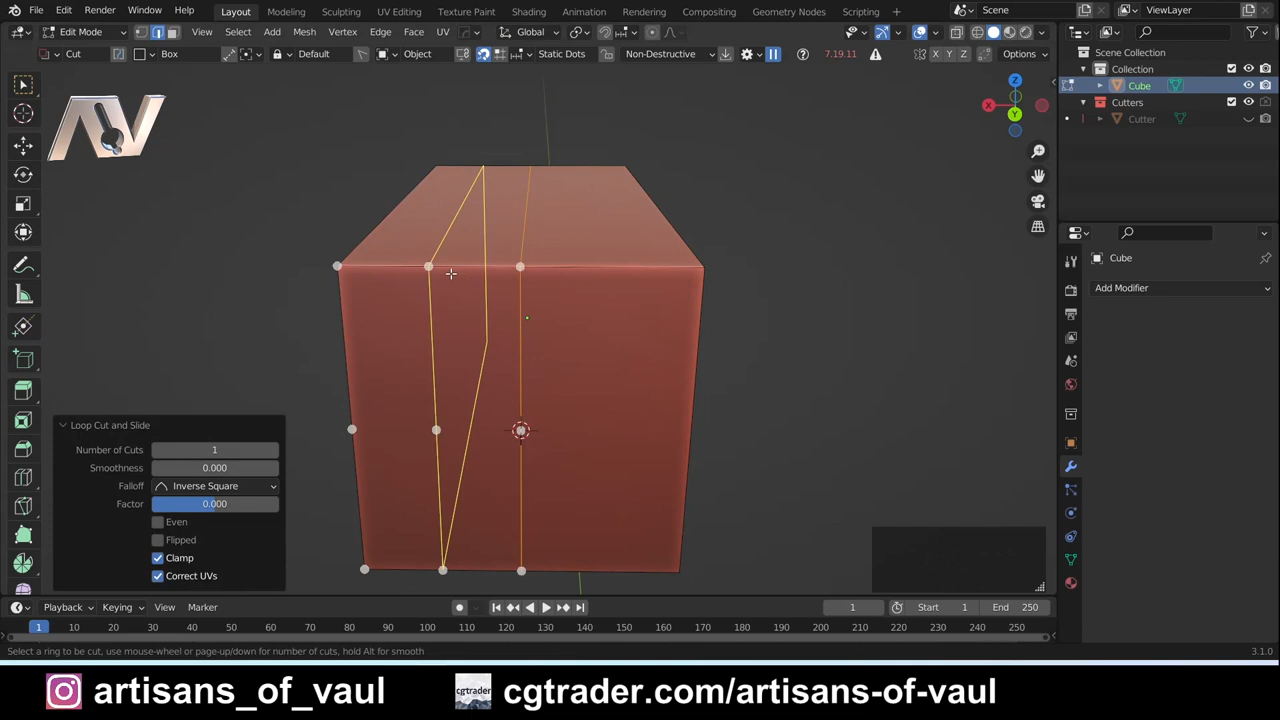 File Edit Render Window Help Layout Modeling Sculpting UV Editing Texture Paint Shading Animation Rendering Compositing Geometry Nodes Scripting + Scene ViewLayer
Edit Mode View Select Add Mesh Vertex Edge Face UV Global
Cut Box Default Object Static Dots Non-Destructive 7.19.11 X Y Z Options
Scene Collection
Collection
Cube
Cutters
Cutter
AV
Z
X
Y
Cube
Add Modifier
Loop Cut and Slide
Number of Cuts 1
Smoothness 0.000
Falloff Inverse Square
Factor 0.000
Even
Flipped
Clamp
Correct UVs
Playback Keying View Marker 1 Start 1 End 250
1 10 20 30 40 50 60 70 80 90 100 110 120 130 140 150 160 170 180 190 200 210 220 230 240 250
Select a ring to be cut, use mouse-wheel or page-up/down for number of cuts, hold Alt for smooth 3.1.0
artisans_of_vaul cgtrader cgtrader.com/artisans-of-vaul